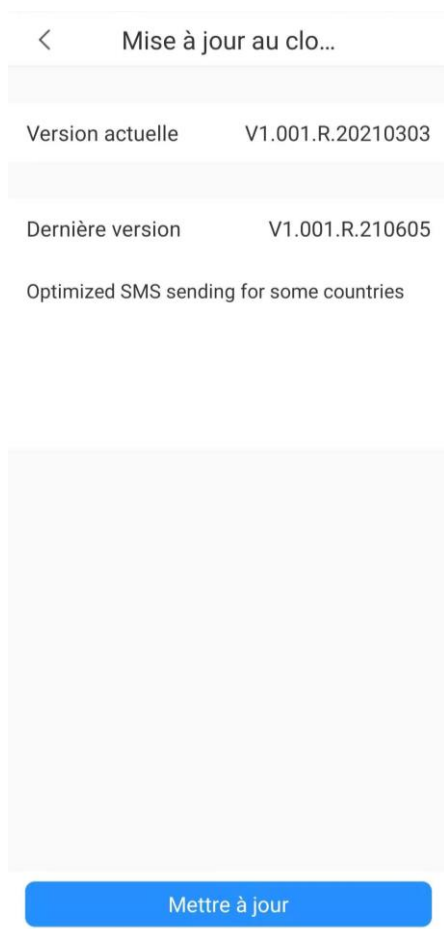 Mise à jour au clo...
Version actuelle V1.001.R.20210303
Dernière version V1.001.R.210605
Optimized SMS sending for some countries
Mettre à jour